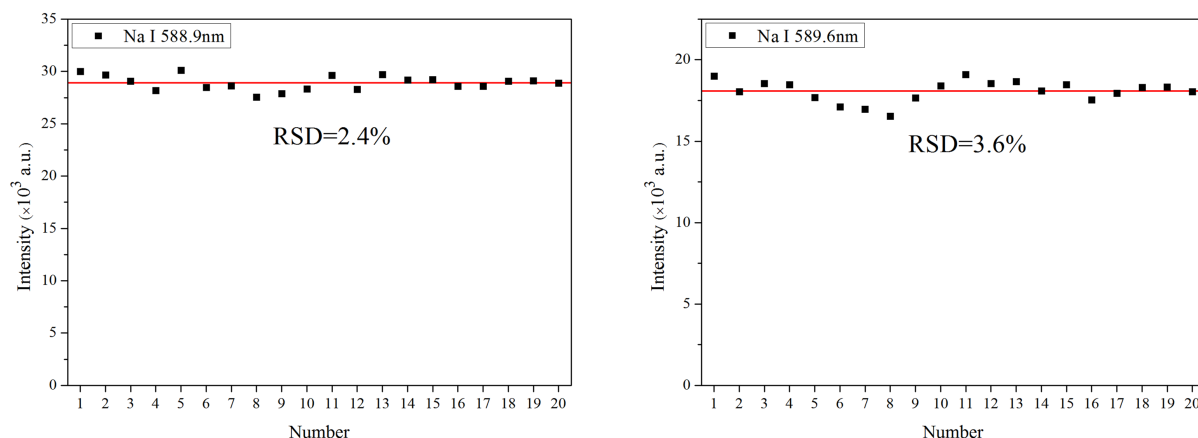 35
30
25
20
15
10
5
0
Intensity (×10³ a.u.)
Na I 588.9nm
RSD=2.4%
1 2 3 4 5 6 7 8 9 10 11 12 13 14 15 16 17 18 19 20
Number
20
15
10
5
0
Intensity (×10³ a.u.)
Na I 589.6nm
RSD=3.6%
1 2 3 4 5 6 7 8 9 10 11 12 13 14 15 16 17 18 19 20
Number